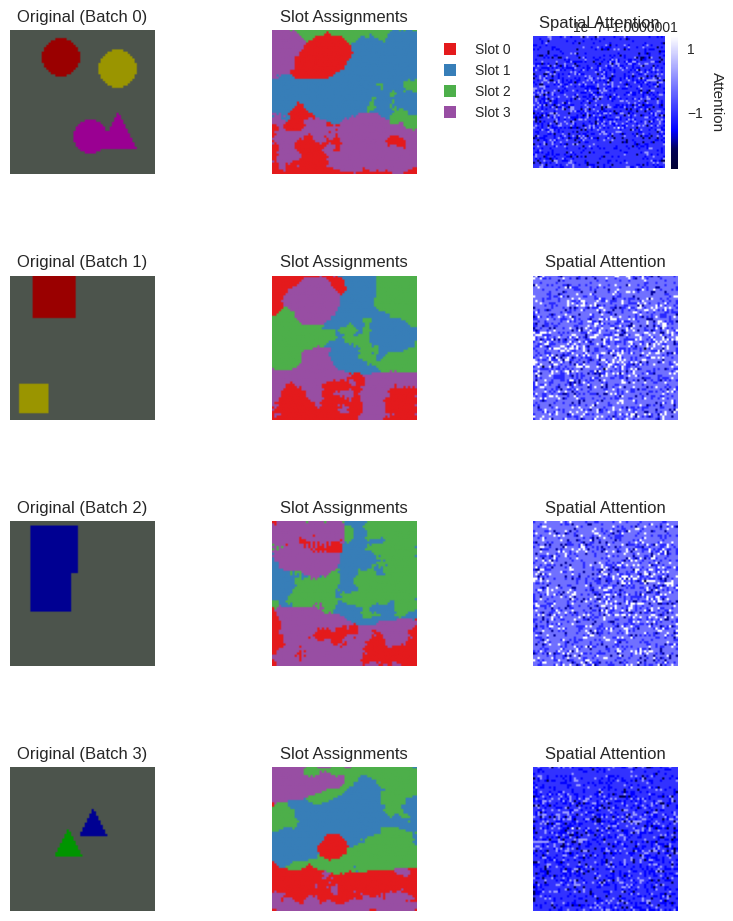 Original (Batch 0)
Slot Assignments
Slot 0
Slot 1
Slot 2
Slot 3
Spatial Attention
1e−7+1.0000001
1
−1
Attention
Original (Batch 1)
Slot Assignments
Spatial Attention
Original (Batch 2)
Slot Assignments
Spatial Attention
Original (Batch 3)
Slot Assignments
Spatial Attention